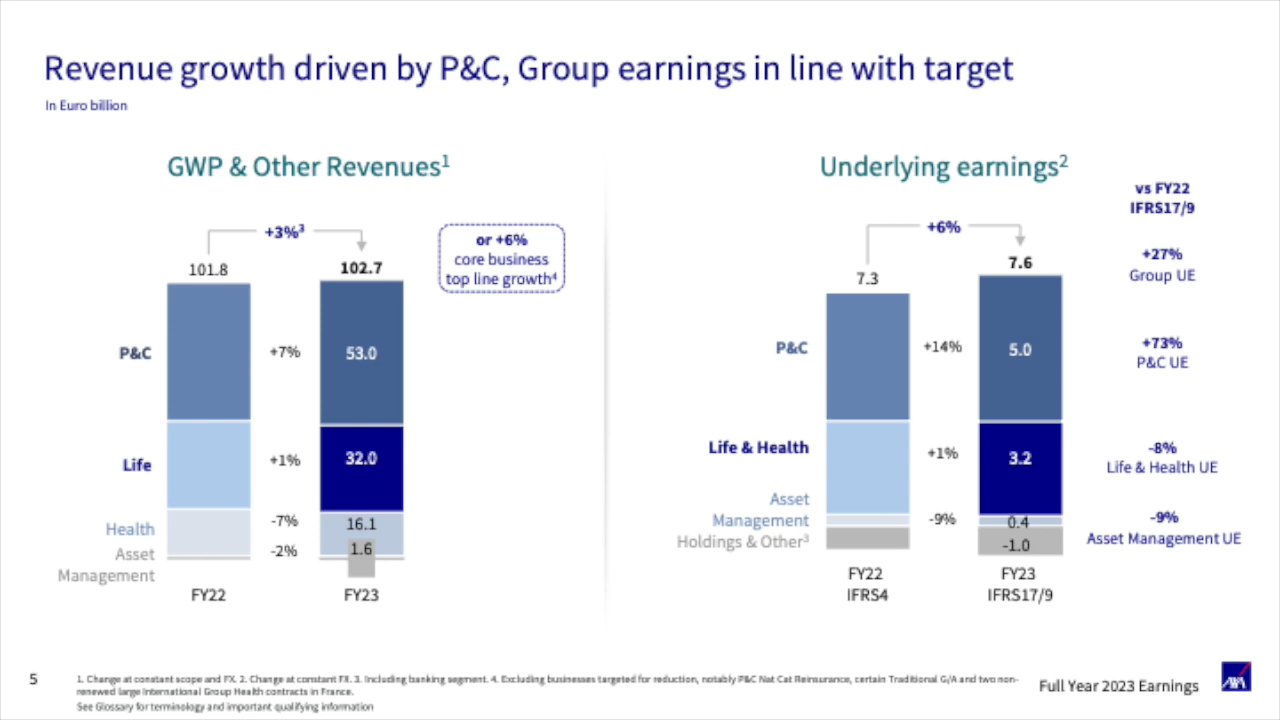 Revenue growth driven by P&C, Group earnings in line with target
In Euro billion
GWP & Other Revenues¹
+3%³
101.8
102.7
or +6%
core business
top line growth⁴
P&C
+7%
53.0
Life
+1%
32.0
Health
-7%
16.1
Asset
Management
-2%
1.6
FY22
FY23
Underlying earnings²
vs FY22
IFRS17/9
+6%
7.3
7.6
+27%
Group UE
P&C
+14%
5.0
+73%
P&C UE
Life & Health
+1%
3.2
-8%
Life & Health UE
Asset
Management
-9%
0.4
-9%
Asset Management UE
Holdings & Other³
-1.0
FY22
IFRS4
FY23
IFRS17/9
5
1. Change at constant scope and FX. 2. Change at constant FX. 3. Including banking segment. 4. Excluding businesses targeted for reduction, notably P&C Nat Cat Reinsurance, certain Traditional G/A and two non-
renewed large International Group Health contracts in France.
See Glossary for terminology and important qualifying information
Full Year 2023 Earnings
AXA